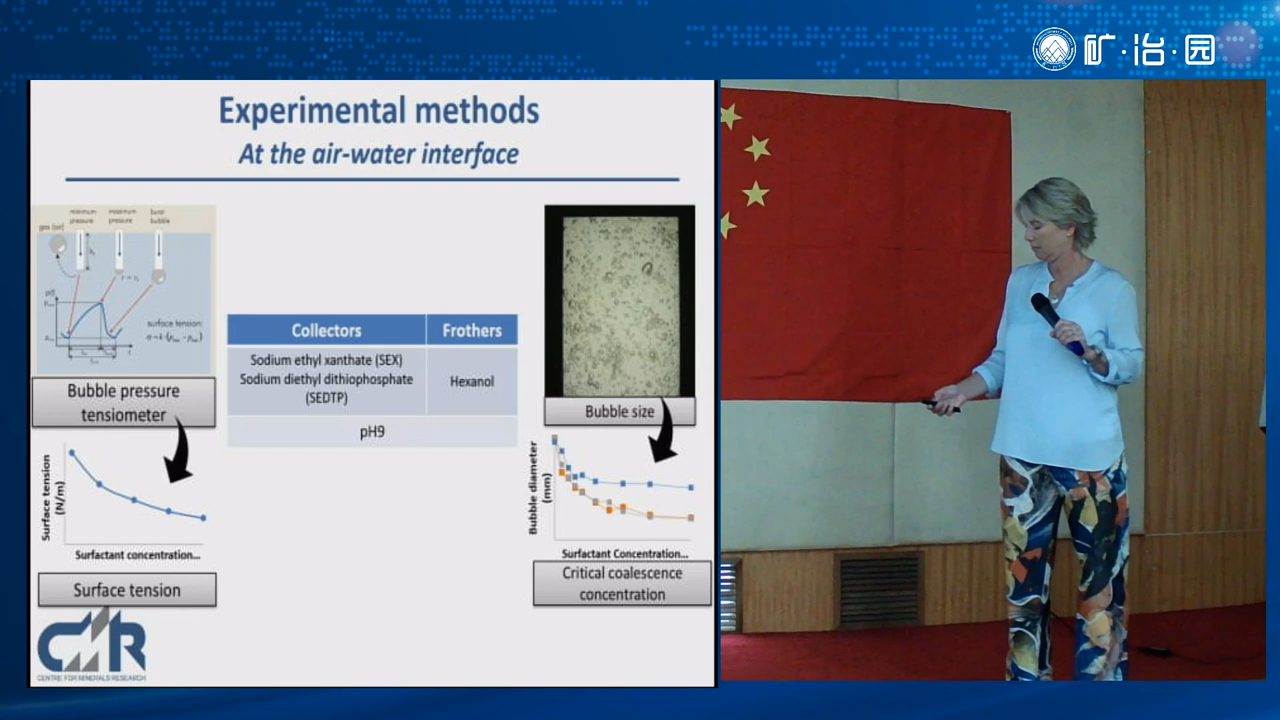 矿·冶·园
Experimental methods
At the air-water interface
minimum pressure
maximum pressure
burst bubble
gas (air)
surface tension:
Bubble pressure
tensiometer
Surface tension
(N/m)
Surfactant concentration...
Surface tension
Collectors
Frothers
Sodium ethyl xanthate (SEX)
Sodium diethyl dithiophosphate
(SEDTP)
Hexanol
pH9
Bubble size
Bubble diameter
(mm)
Surfactant Concentration...
Critical coalescence
concentration
CMR
CENTRE FOR MINERALS RESEARCH